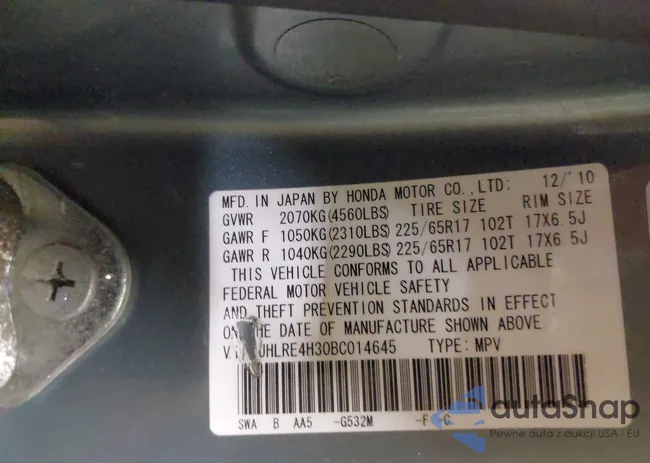 MFD. IN JAPAN BY HONDA MOTOR CO.,LTD: 12/'10
GVWR 2070KG(4560LBS) TIRE SIZE RIM SIZE
GAWR F 1050KG(2310LBS) 225/65R17 102T 17X6.5J
GAWR R 1040KG(2290LBS) 225/65R17 102T 17X6.5J
THIS VEHICLE CONFORMS TO ALL APPLICABLE
FEDERAL MOTOR VEHICLE SAFETY
AND THEFT PREVENTION STANDARDS IN EFFECT
THE DATE OF MANUFACTURE SHOWN ABOVE.
HLRE4H30BC014645 TYPE: MPV
SWA B AA5 -G532M
autoSnap
Pewne auta z aukcji USA i EU